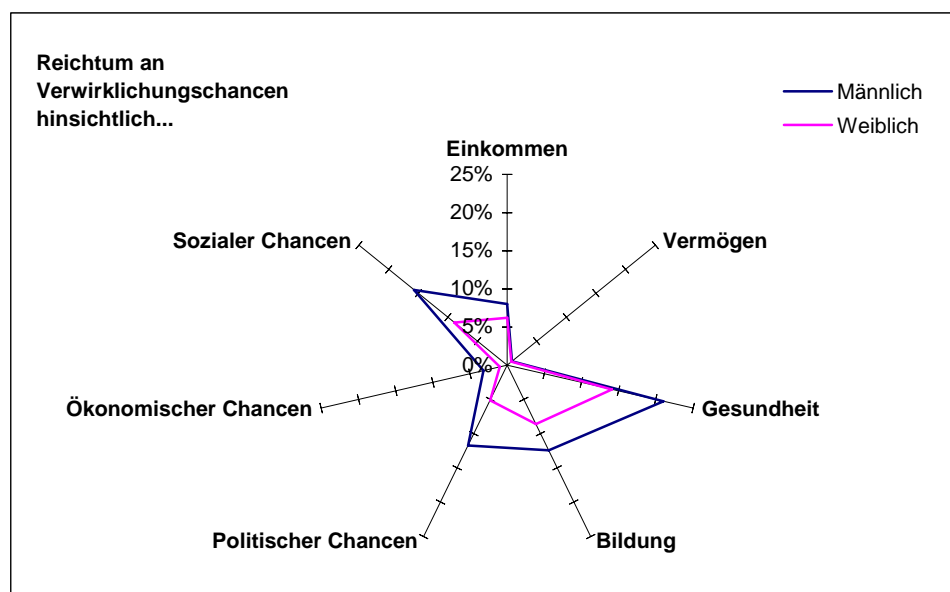 Reichtum an
Verwirklichungschancen
hinsichtlich...
Männlich
Weiblich
Einkommen
25%
20%
15%
10%
5%
0%
Sozialer Chancen
Vermögen
Ökonomischer Chancen
Gesundheit
Politischer Chancen
Bildung